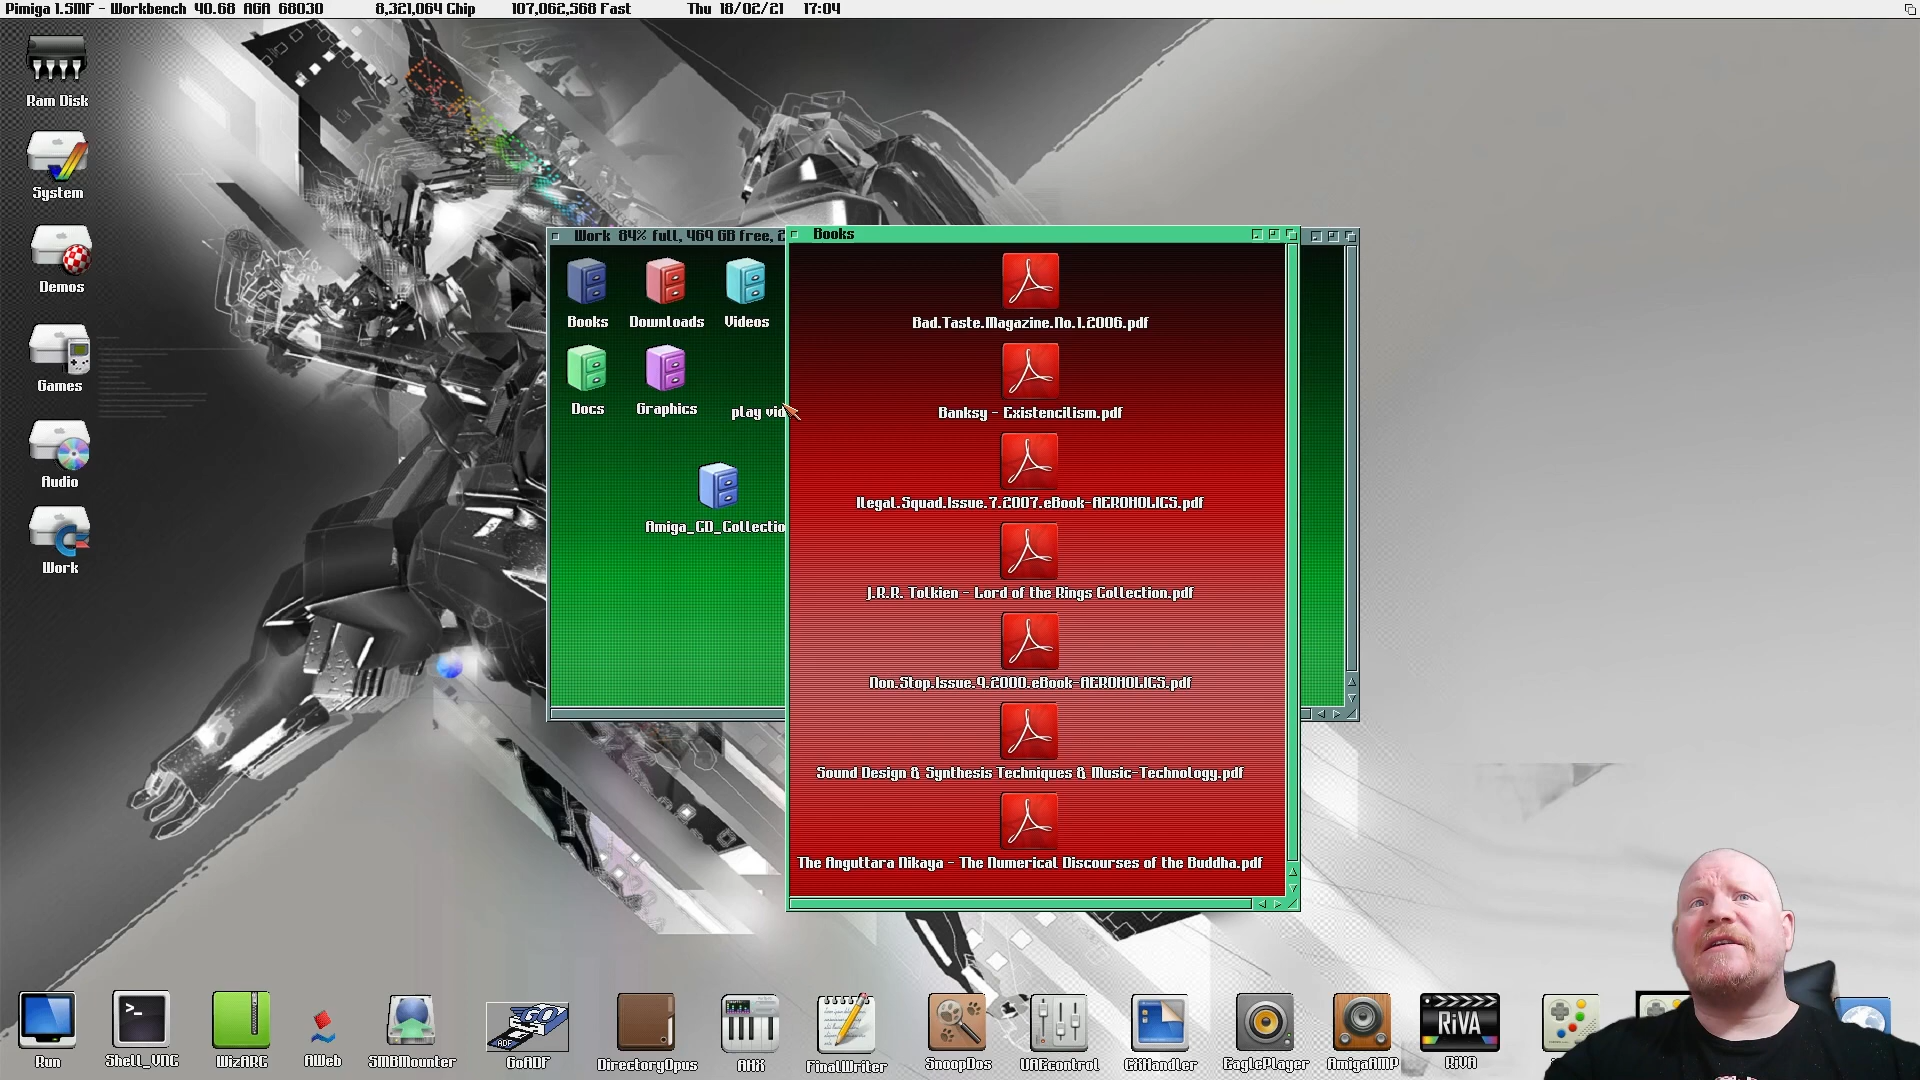 Pimiga 1.5MF - Workbench 40.68 AGA 68030 8,321,064 Chip 107,062,568 Fast Thu 18/02/21 17:04
Ram Disk
System
Demos
Games
Audio
Work
Work 84% full, 469 GB free, 2
Books Downloads Videos
Docs Graphics play vid
Amiga_CD_Collectio
Books
Bad.Taste.Magazine.No.1.2006.pdf
Banksy - Existencilism.pdf
Ilegal.Squad.Issue.7.2007.eBook-AEROHOLICS.pdf
J.R.R. Tolkien - Lord of the Rings Collection.pdf
Non.Stop.Issue.9.2000.eBook-AEROHOLICS.pdf
Sound Design & Synthesis Techniques & Music-Technology.pdf
The Anguttara Nikaya - The Numerical Discourses of the Buddha.pdf
GO
ADF
RiVA
Run Shell_VNC WizARC AWeb SMBMounter GoADF DirectoryOpus AHX FinalWriter SnoopDos UAEcontrol CXHandler EaglePlayer AmigaAMP RiVA